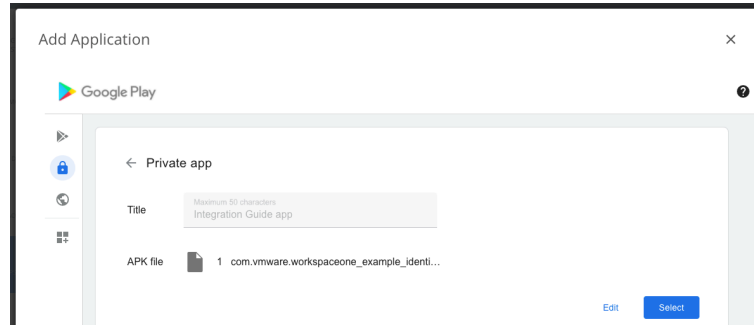 Add Application
Google Play
Private app
Title
Maximum 50 characters
Integration Guide app
APK file 1 com.vmware.workspaceone_example_identi...
Edit Select